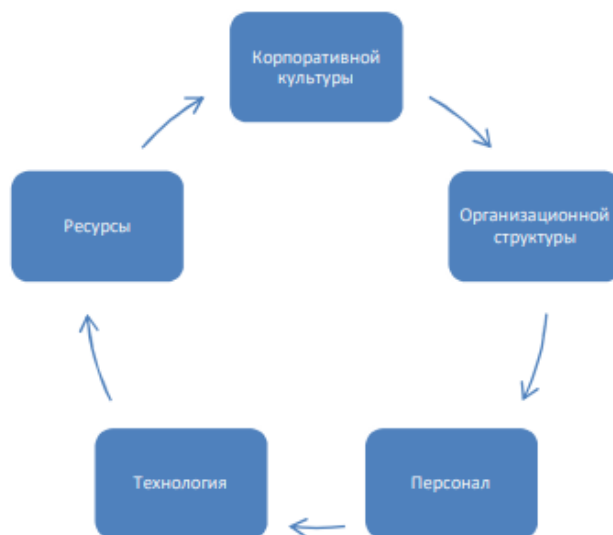 Корпоративной
культуры
Организационной
структуры
Персонал
Технология
Ресурсы